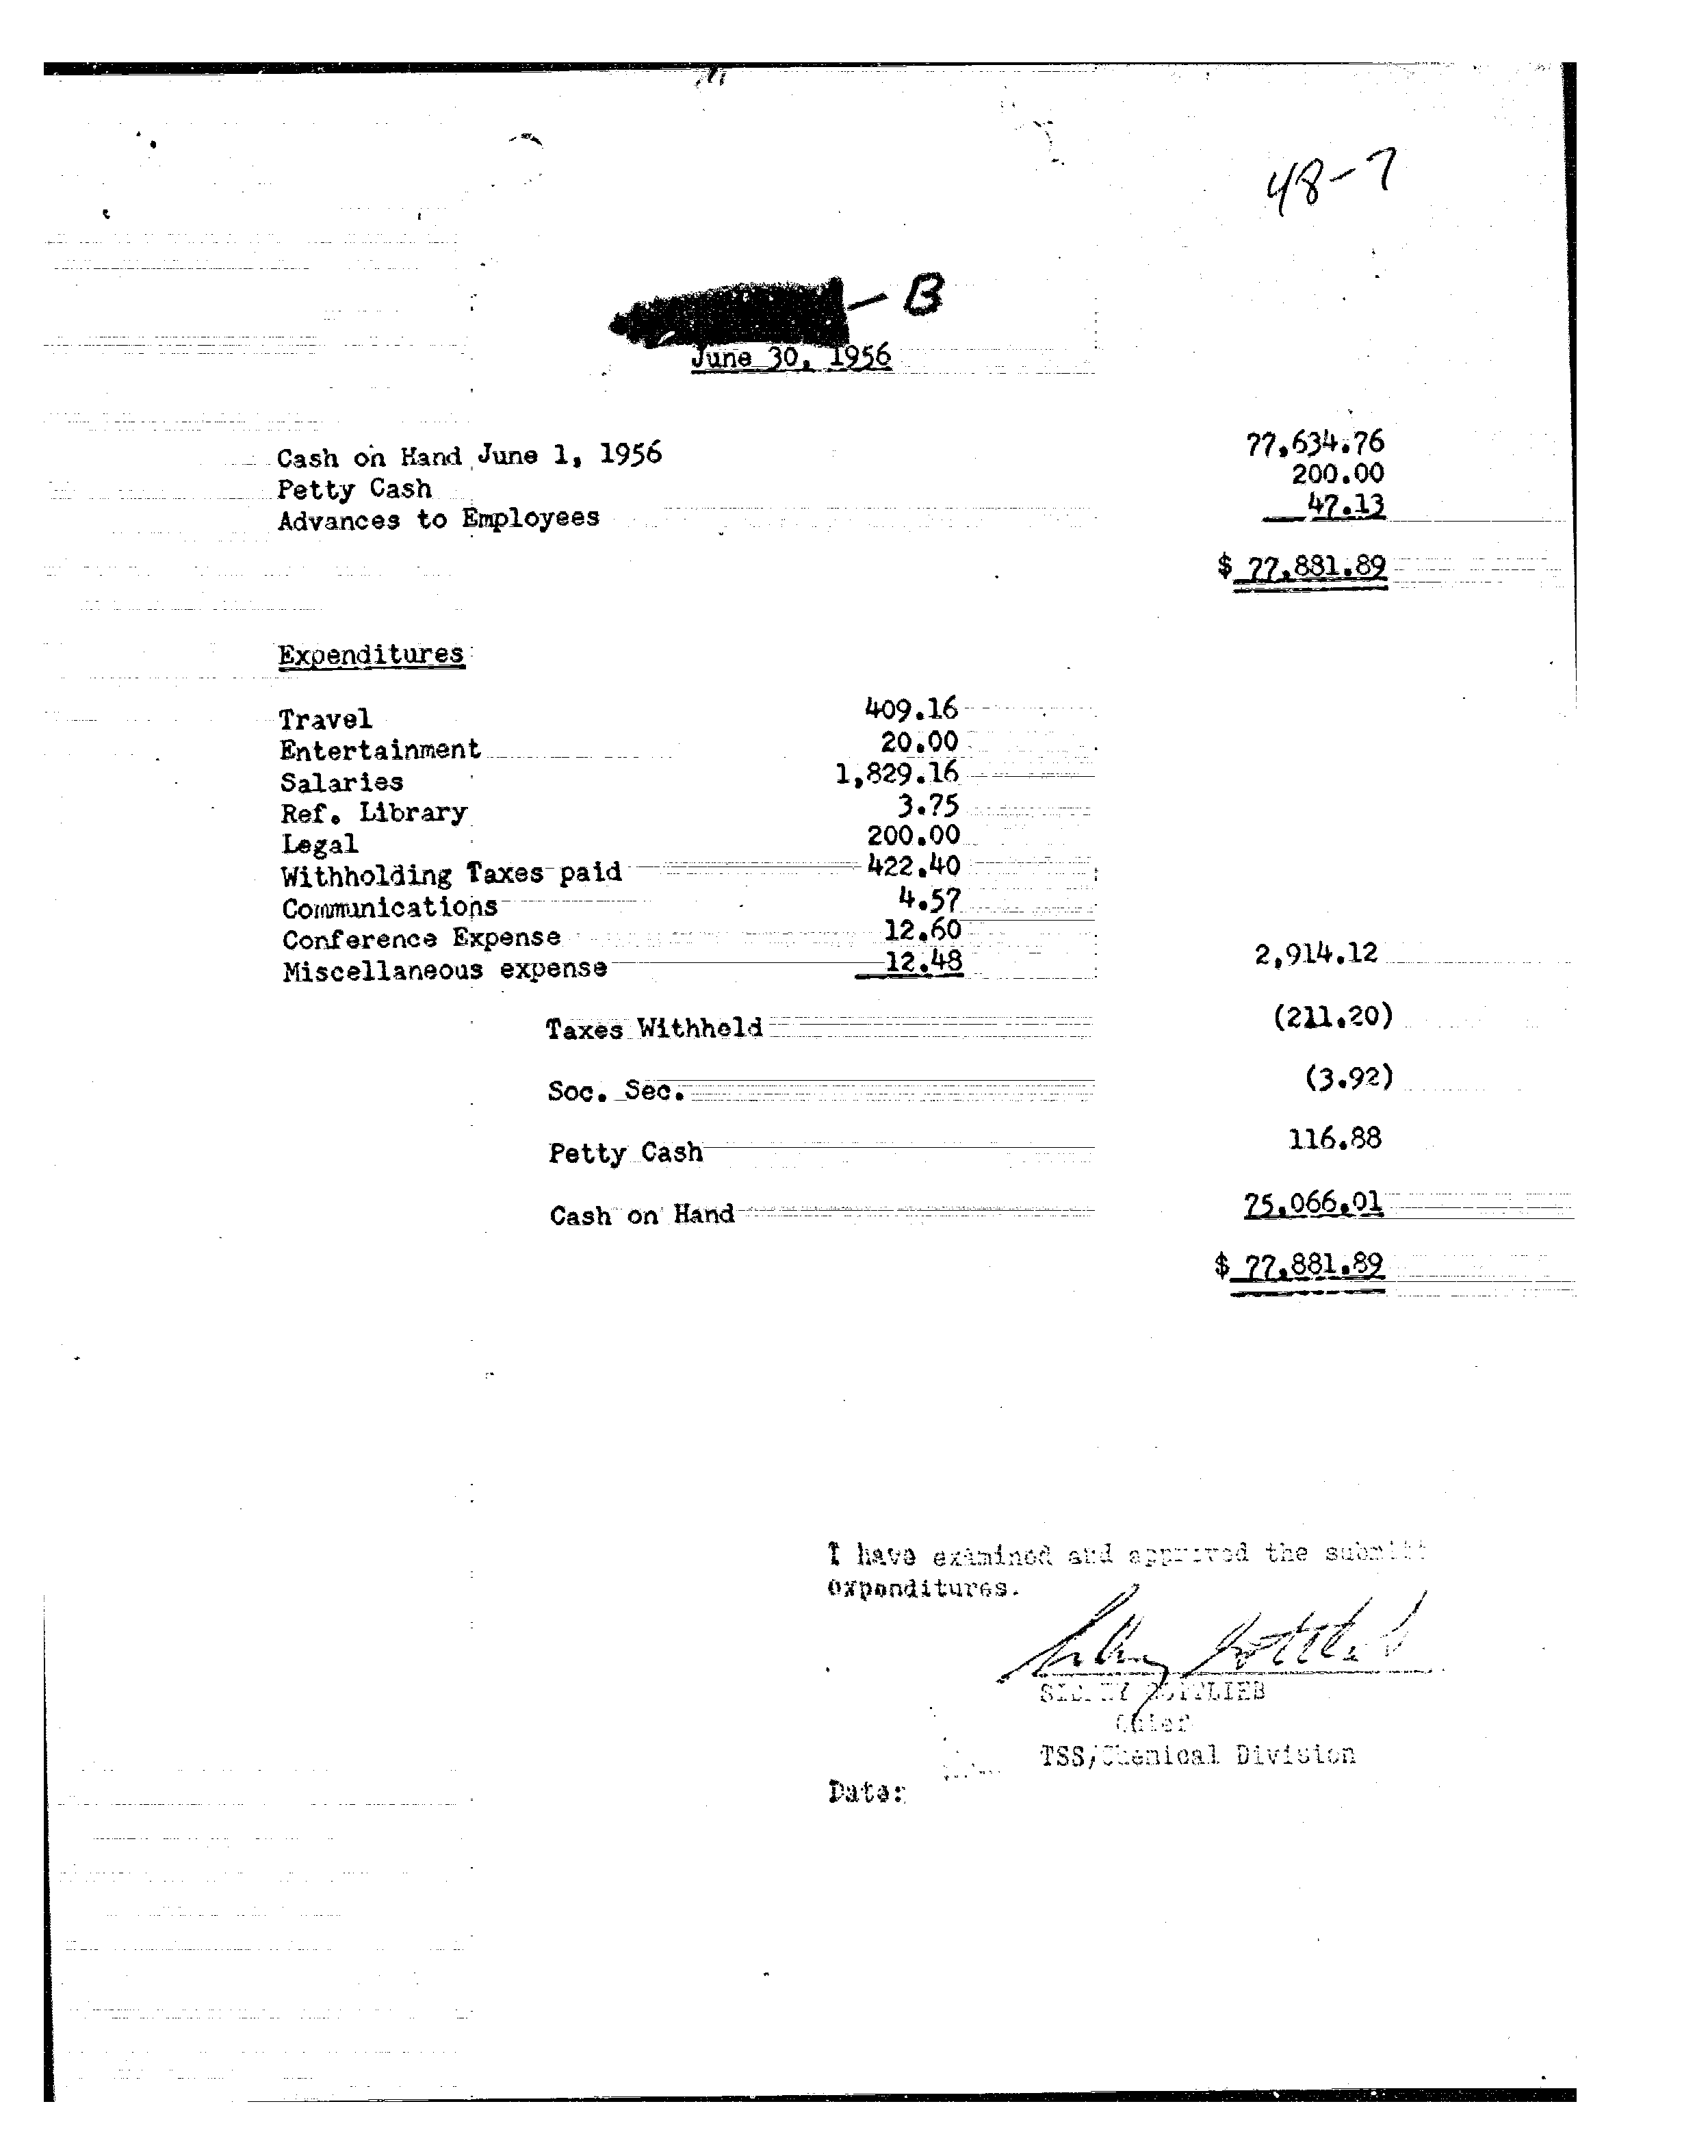 48-7
- B
June 30, 1956
Cash on Hand June 1, 1956 77,634.76
Petty Cash 200.00
Advances to Employees 47.13
$ 77,881.89
Expenditures
Travel 409.16
Entertainment 20.00
Salaries 1,829.16
Ref. Library 3.75
Legal 200.00
Withholding Taxes paid 422.40
Communications 4.57
Conference Expense 12.60
Miscellaneous expense 12.48 2,914.12
Taxes Withheld (211.20)
Soc. Sec. (3.92)
Petty Cash 116.88
Cash on Hand 75,066.01
$ 77,881.89
I have examined and approved the
expenditures.
Sidney Gottlieb
SIDNEY GOTTLIEB
Chief
TSS/Chemical Division
Date: